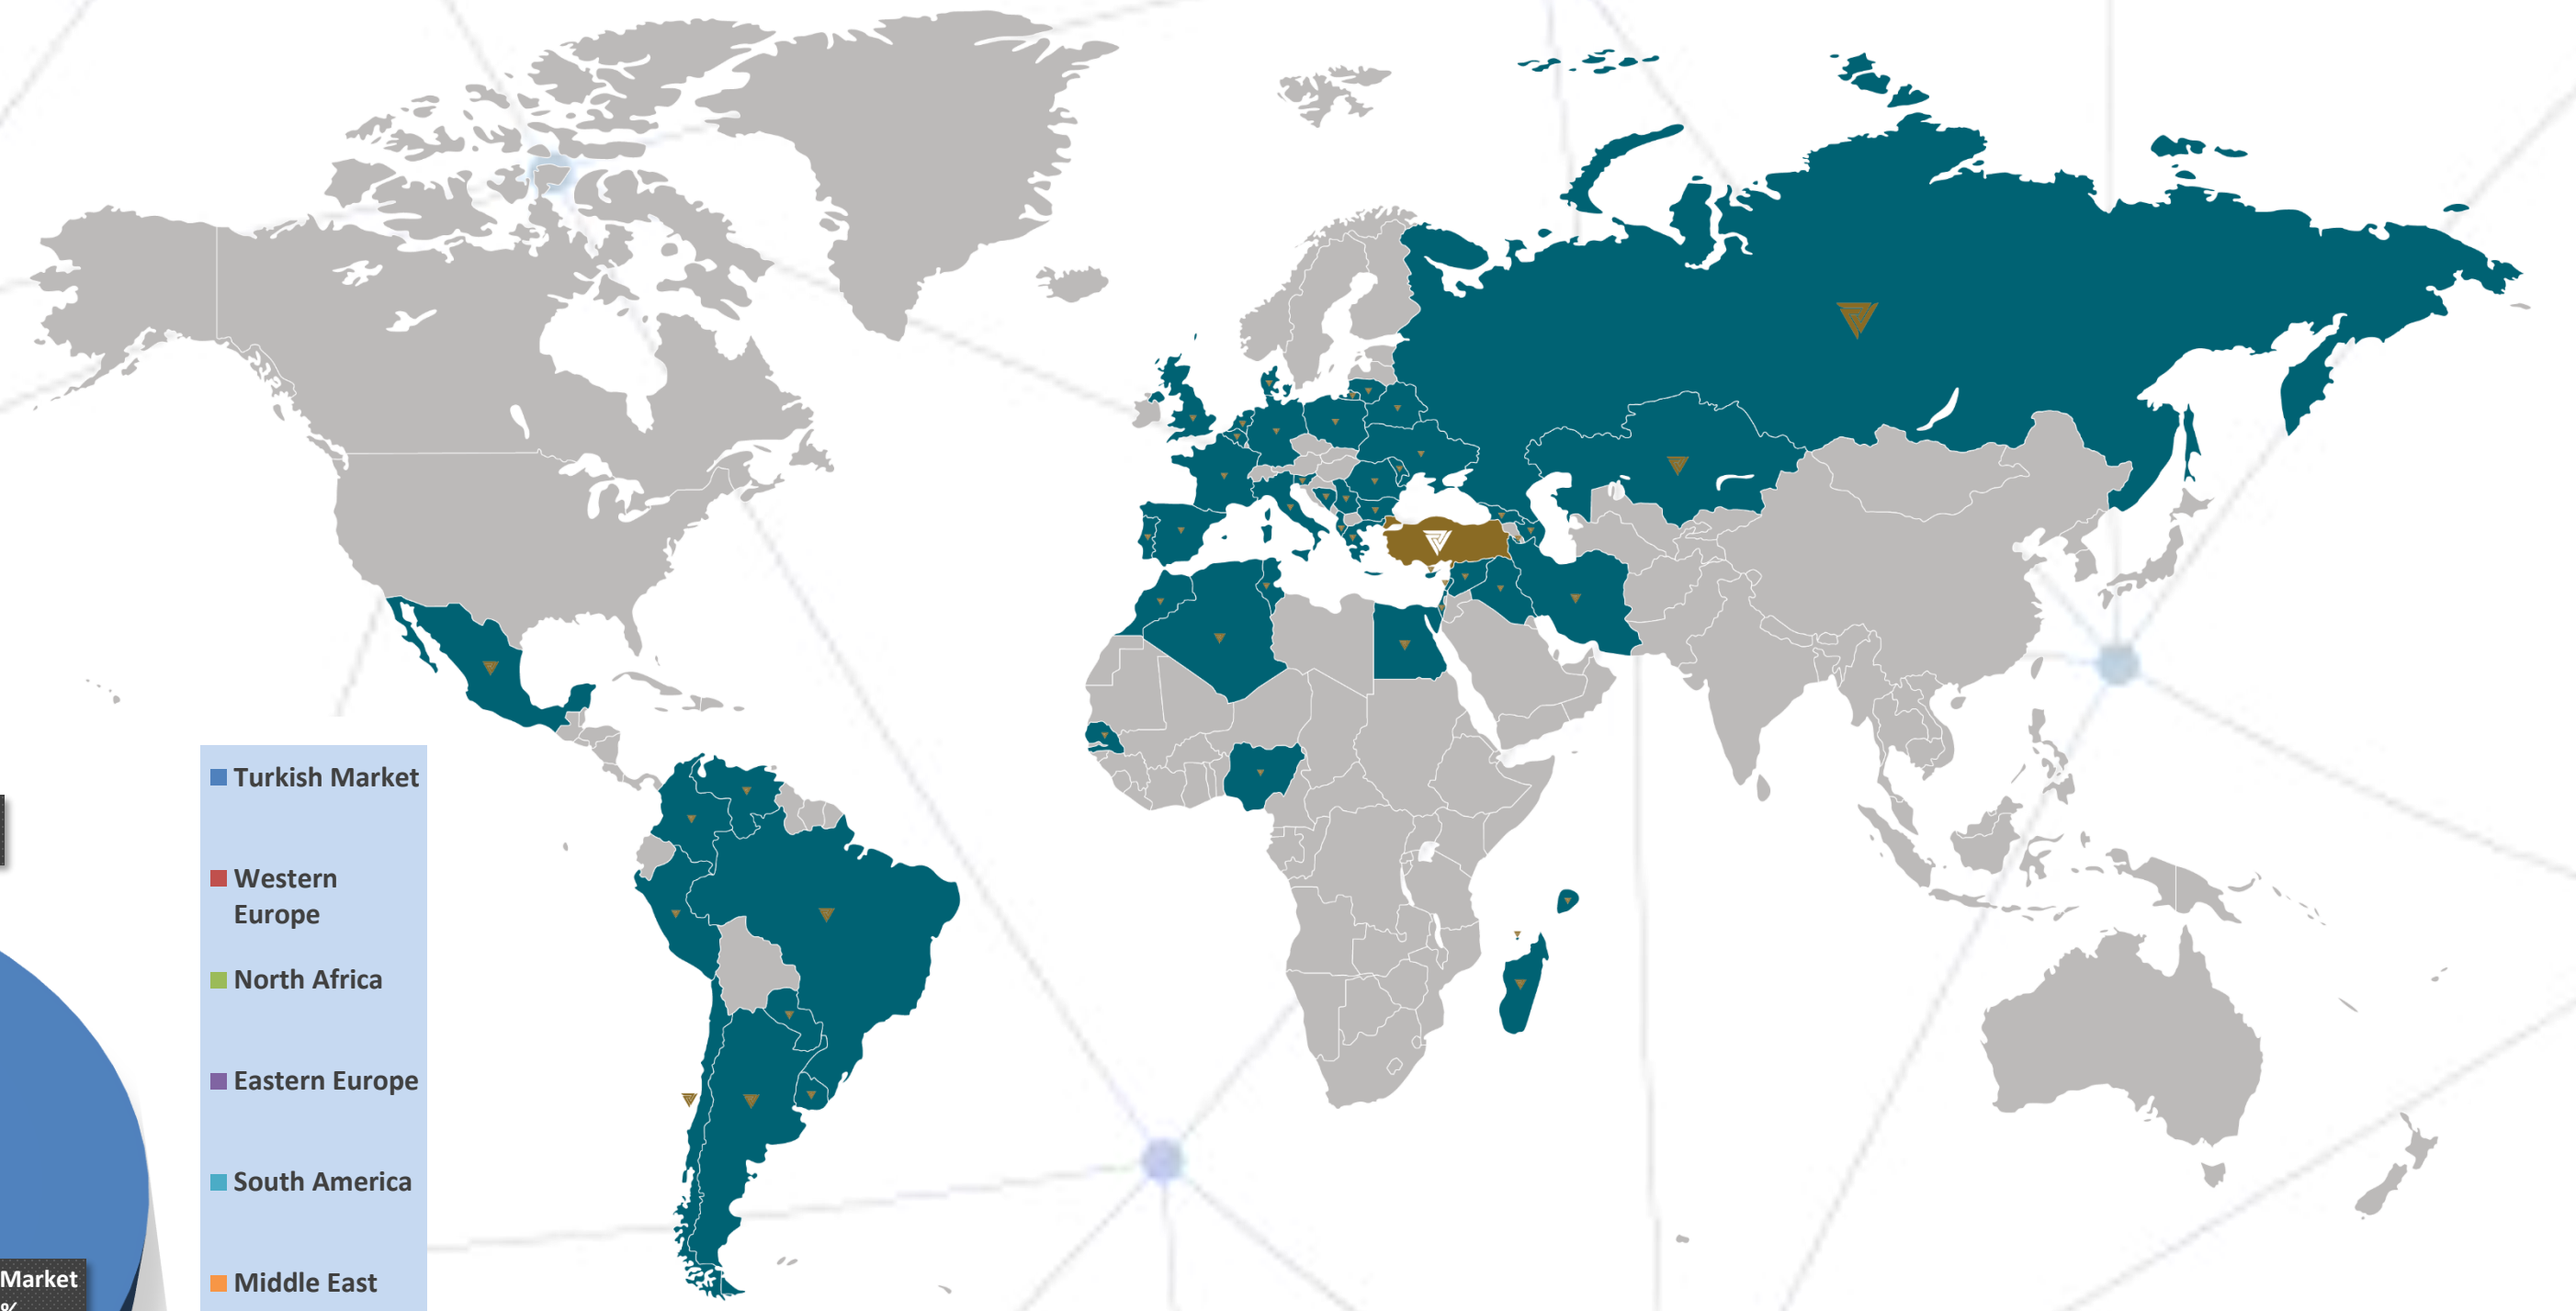 Turkish Market
Western
Europe
North Africa
Eastern Europe
South America
Middle East
Market
%